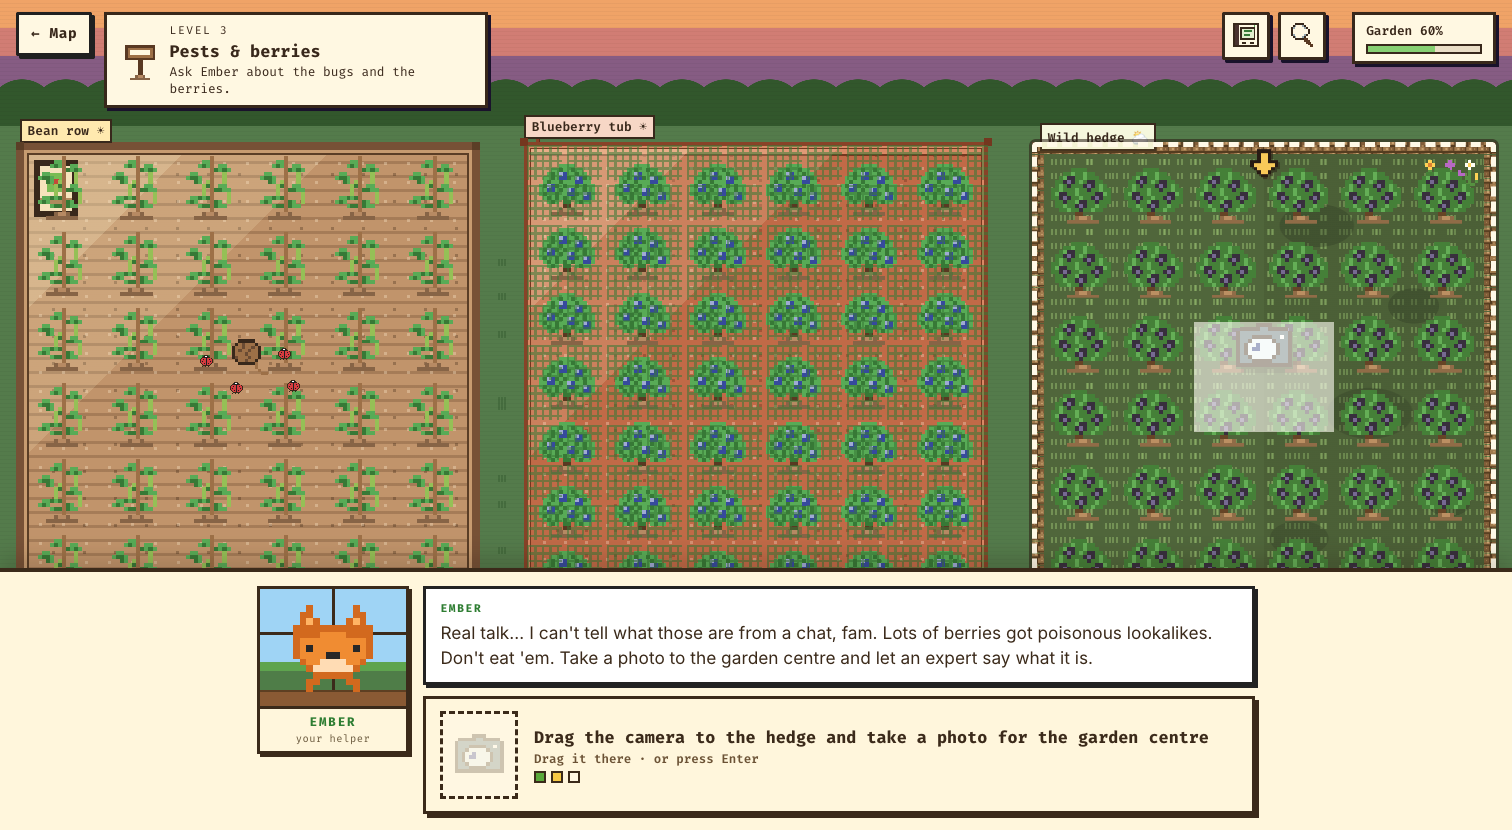 ← Map
LEVEL 3
Pests & berries
Ask Ember about the bugs and the
berries.
Garden 60%
Bean row ☀
Blueberry tub ☀
Wild hedge
EMBER
Real talk... I can't tell what those are from a chat, fam. Lots of berries got poisonous lookalikes.
Don't eat 'em. Take a photo to the garden centre and let an expert say what it is.
EMBER
your helper
Drag the camera to the hedge and take a photo for the garden centre
Drag it there · or press Enter